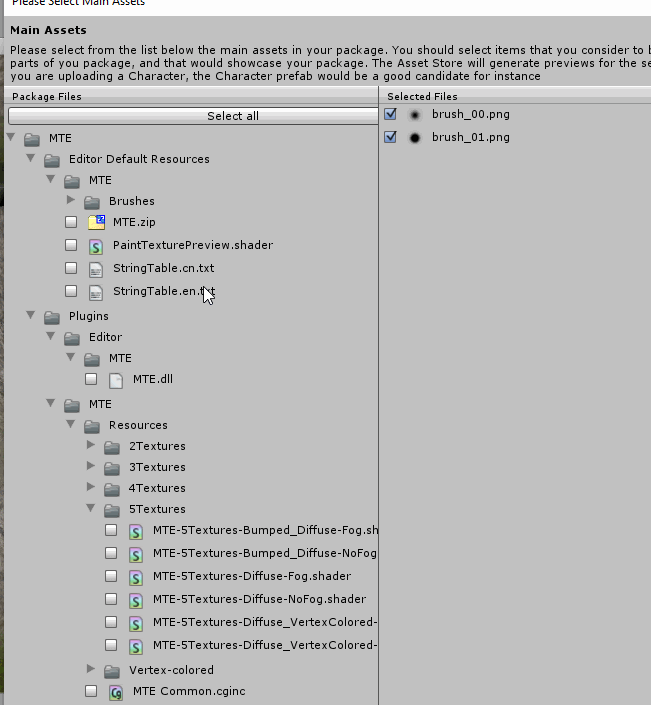 Please Select Main Assets
Main Assets
Please select from the list below the main assets in your package. You should select items that you consider to b
parts of you package, and that would showcase your package. The Asset Store will generate previews for the se
you are uploading a Character, the Character prefab would be a good candidate for instance
Package Files
Selected Files
Select all
brush_00.png
MTE
brush_01.png
Editor Default Resources
MTE
Brushes
MTE.zip
PaintTexturePreview.shader
StringTable.cn.txt
StringTable.en.txt
Plugins
Editor
MTE
MTE.dll
MTE
Resources
2Textures
3Textures
4Textures
5Textures
MTE-5Textures-Bumped_Diffuse-Fog.sh
MTE-5Textures-Bumped_Diffuse-NoFog
MTE-5Textures-Diffuse-Fog.shader
MTE-5Textures-Diffuse-NoFog.shader
MTE-5Textures-Diffuse_VertexColored-
MTE-5Textures-Diffuse_VertexColored-
Vertex-colored
MTE Common.cginc